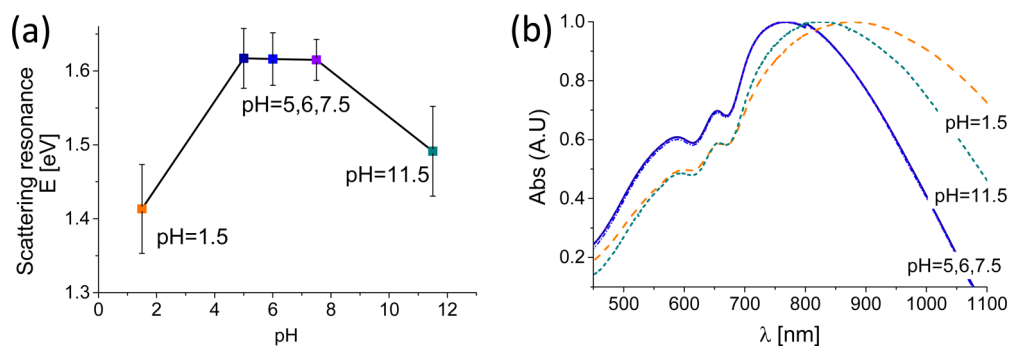 (a)
Scattering resonance
Ē [eV]
1.6
1.5
1.4
1.3
pH=5,6,7.5
pH=11.5
pH=1.5
0 2 4 6 8 10 12
pH
(b)
Abs (A.U)
1.0
0.8
0.6
0.4
0.2
pH=1.5
pH=11.5
pH=5,6,7.5
500 600 700 800 900 1000 1100
λ [nm]